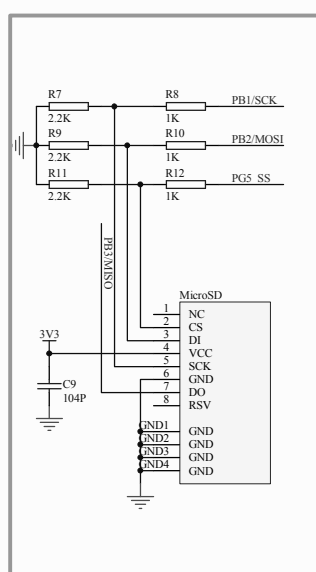 R7 R8 PB1/SCK
2.2K 1K
R9 R10 PB2/MOSI
2.2K 1K
R11 R12 PG5_SS
2.2K 1K
PB3/MISO
MicroSD
1 NC
2 CS
3 DI
3V3 4 VCC
5 SCK
6 GND
C9 7 DO
104P 8 RSV
GND1 GND
GND2 GND
GND3 GND
GND4 GND